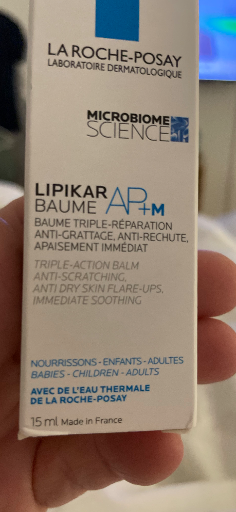 LA ROCHE-POSAY
LABORATOIRE DERMATOLOGIQUE
MICROBIOME
SCIENCE
LIPIKAR
BAUME AP+M
BAUME TRIPLE-RÉPARATION
ANTI-GRATTAGE, ANTI-RECHUTE,
APAISEMENT IMMÉDIAT
TRIPLE-ACTION BALM
ANTI-SCRATCHING,
ANTI DRY SKIN FLARE-UPS,
IMMEDIATE SOOTHING
NOURRISSONS - ENFANTS - ADULTES
BABIES - CHILDREN - ADULTS
AVEC DE L'EAU THERMALE
DE LA ROCHE-POSAY
15 ml Made in France